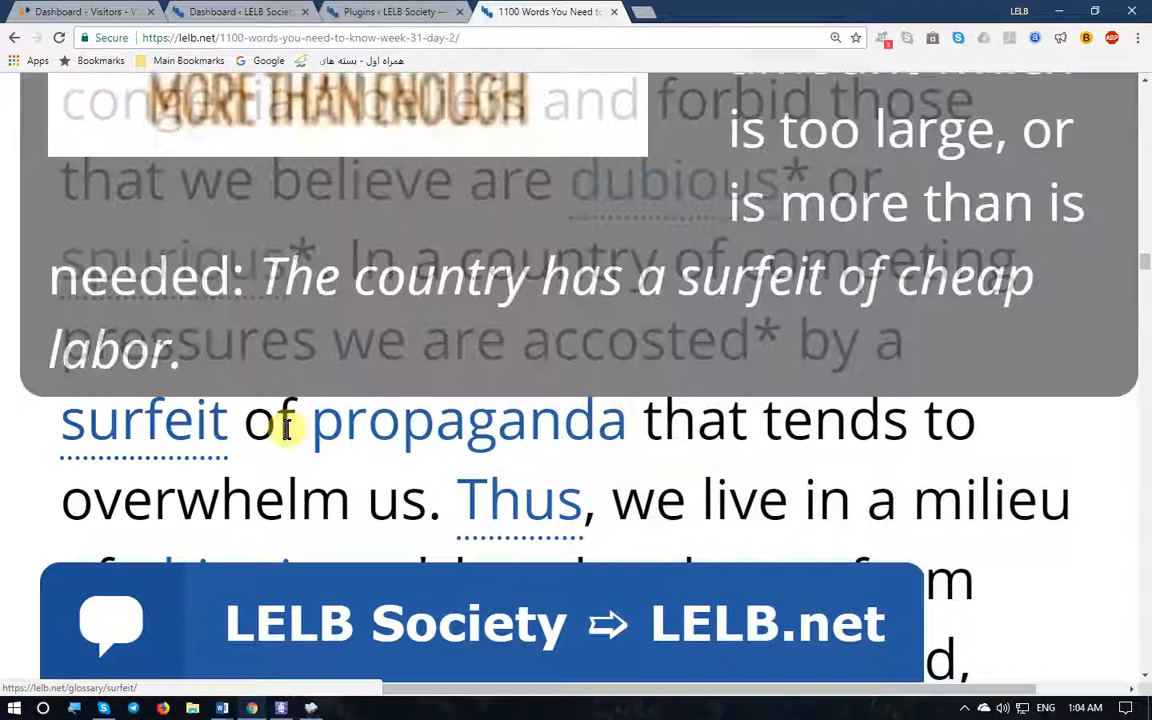 Dashboard - Visitors - V
Dashboard ‹ LELB Societ
Plugins ‹ LELB Society —
1100 Words You Need to
LELB
Secure
https://lelb.net/1100-words-you-need-to-know-week-31-day-2/
Apps
Bookmarks
Main Bookmarks
Google
همراه اول - بسته های
MORE THAN ENOUGH
and forbid those
is too large, or
that we believe are dubious* or
is more than is
spurious* In a country of competing
needed: The country has a surfeit of cheap
pressures we are accosted* by a
labor.
surfeit of propaganda that tends to
overwhelm us. Thus, we live in a milieu
LELB Society ⇨ LELB.net
https://lelb.net/glossary/surfeit/
ENG
1:04 AM